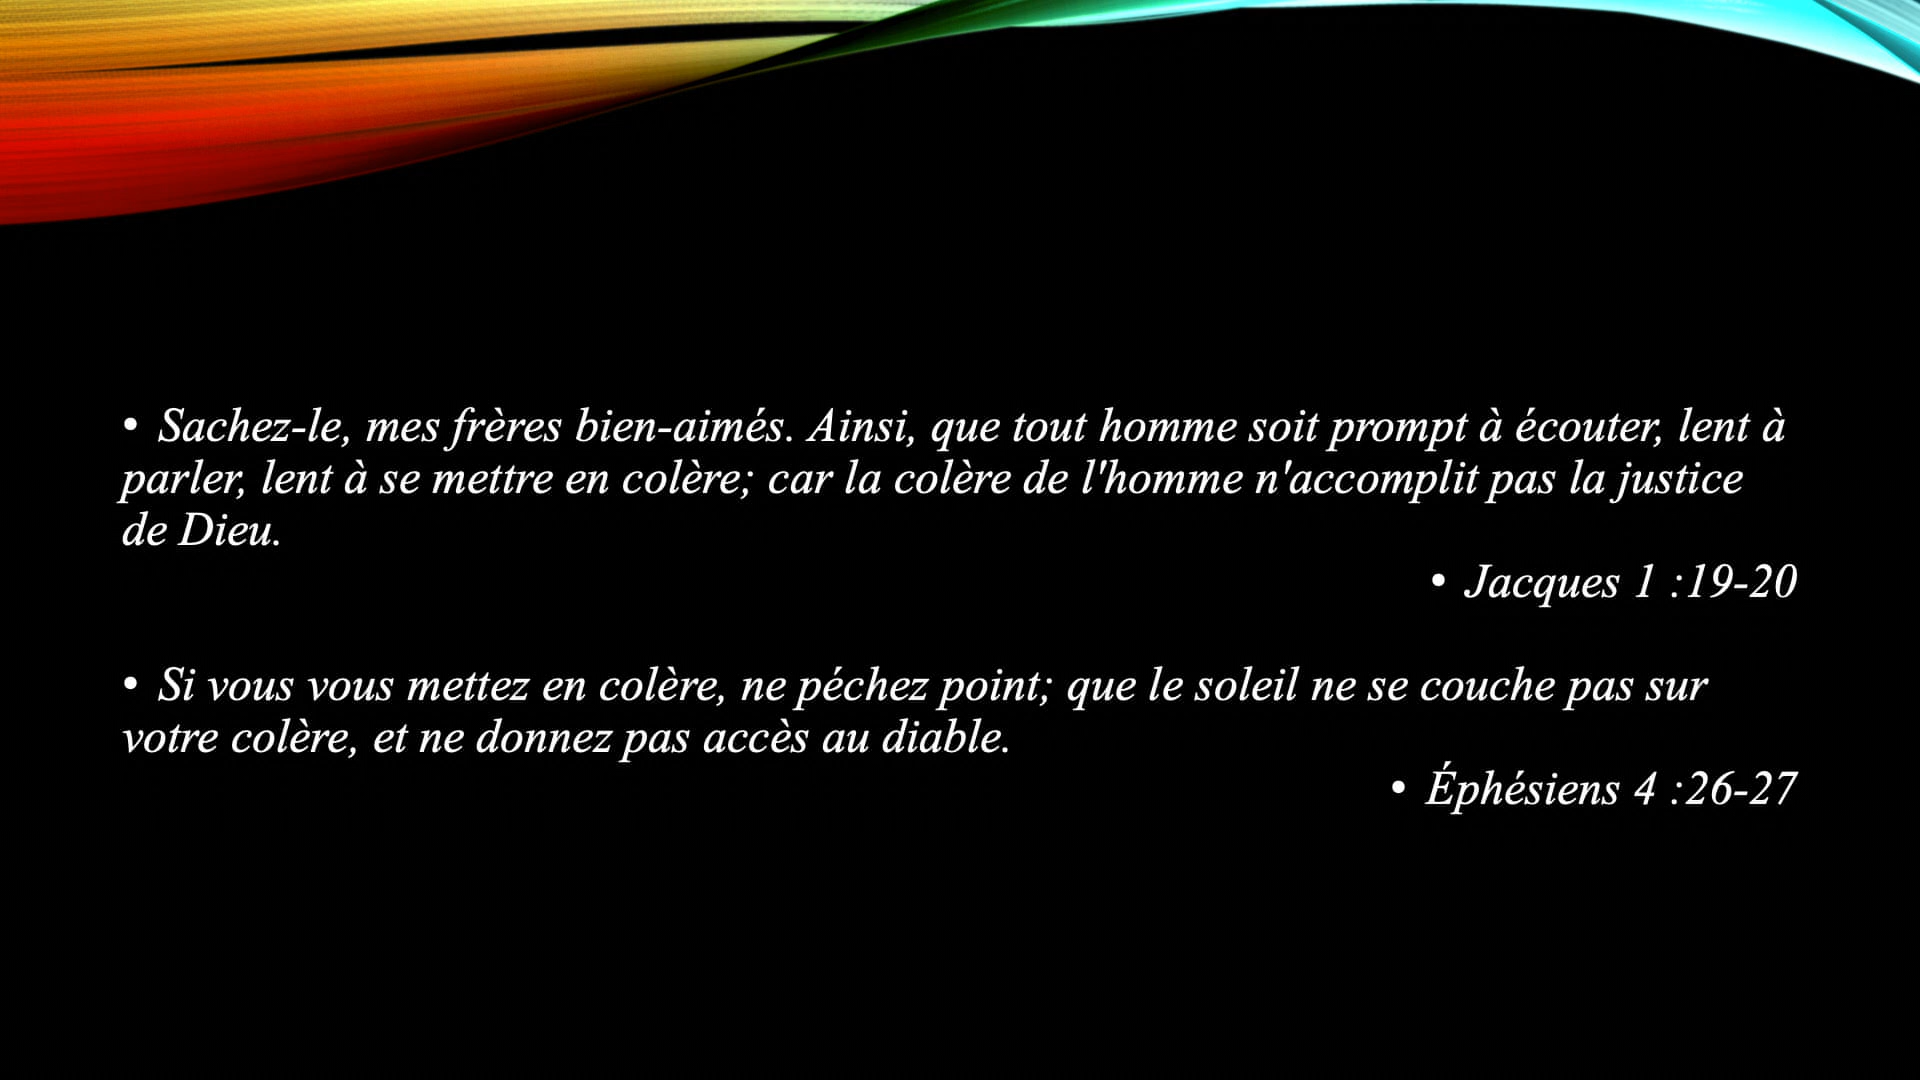 • Sachez-le, mes frères bien-aimés. Ainsi, que tout homme soit prompt à écouter, lent à
parler, lent à se mettre en colère; car la colère de l'homme n'accomplit pas la justice
de Dieu.
• Jacques 1 :19-20
• Si vous vous mettez en colère, ne péchez point; que le soleil ne se couche pas sur
votre colère, et ne donnez pas accès au diable.
• Éphésiens 4 :26-27